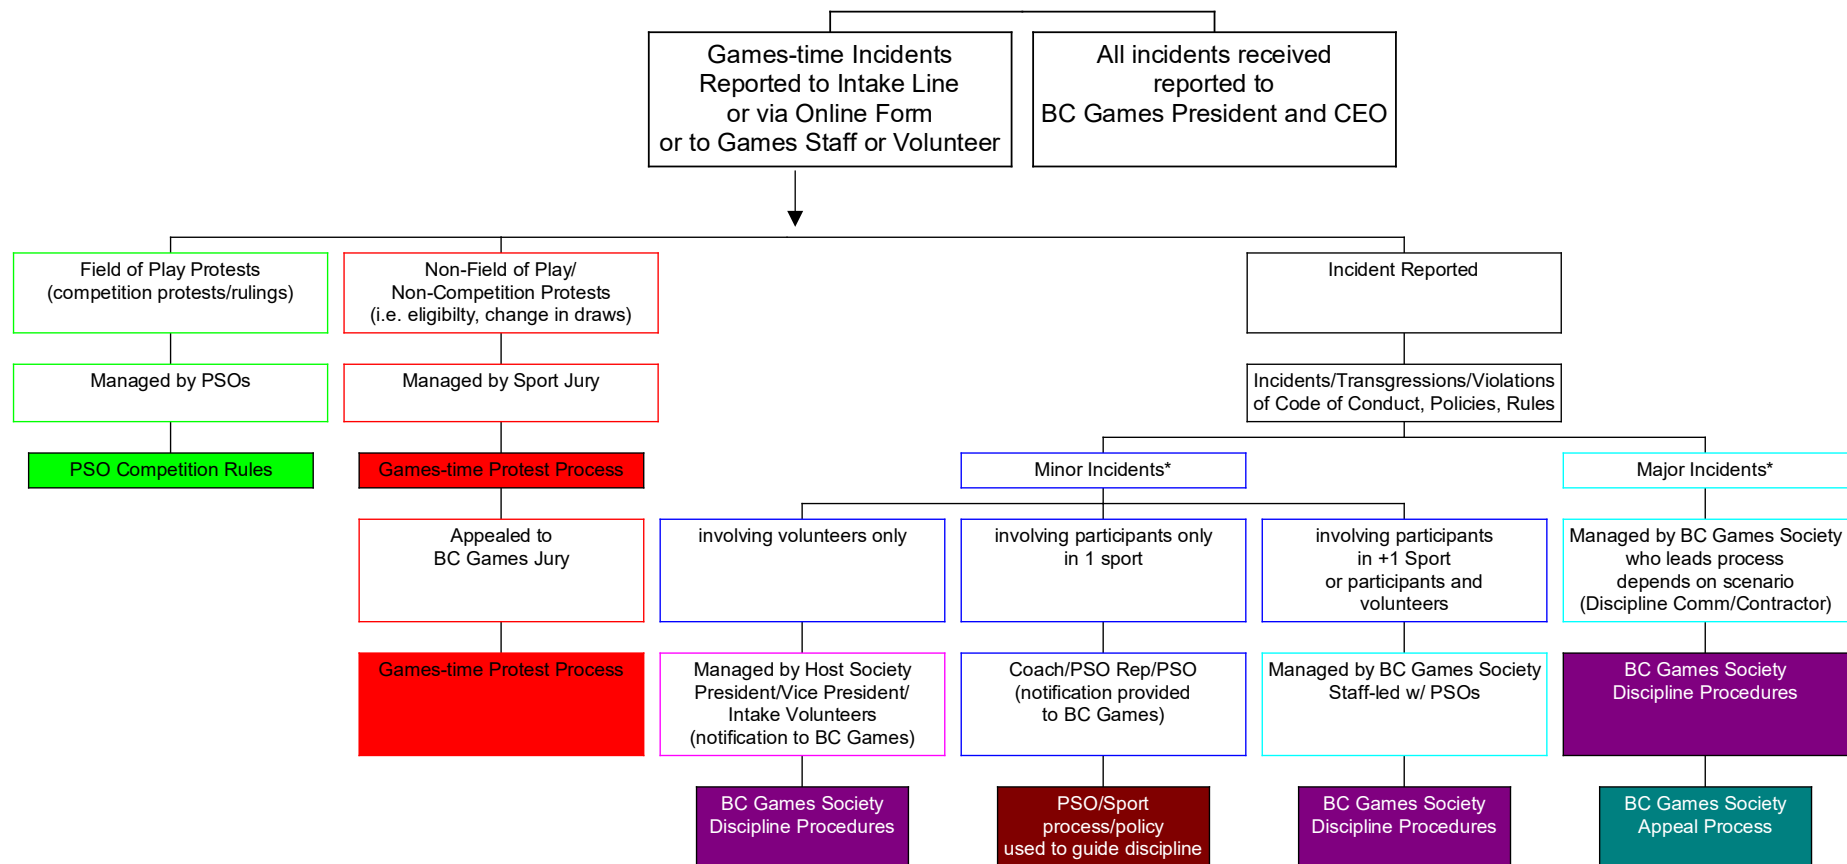 Games-time Incidents
Reported to Intake Line
or via Online Form
or to Games Staff or Volunteer
All incidents received
reported to
BC Games President and CEO
Field of Play Protests
(competition protests/rulings)
Non-Field of Play/
Non-Competition Protests
(i.e. eligibilty, change in draws)
Incident Reported
Managed by PSOs
Managed by Sport Jury
Incidents/Transgressions/Violations
of Code of Conduct, Policies, Rules
PSO Competition Rules
Games-time Protest Process
Minor Incidents*
Major Incidents*
Appealed to
BC Games Jury
involving volunteers only
involving participants only
in 1 sport
involving participants
in +1 Sport
or participants and
volunteers
Managed by BC Games Society
who leads process
depends on scenario
(Discipline Comm/Contractor)
Games-time Protest Process
Managed by Host Society
President/Vice President/
Intake Volunteers
(notification to BC Games)
Coach/PSO Rep/PSO
(notification provided
to BC Games)
Managed by BC Games Society
Staff-led w/ PSOs
BC Games Society
Discipline Procedures
BC Games Society
Discipline Procedures
PSO/Sport
process/policy
used to guide discipline
BC Games Society
Discipline Procedures
BC Games Society
Appeal Process